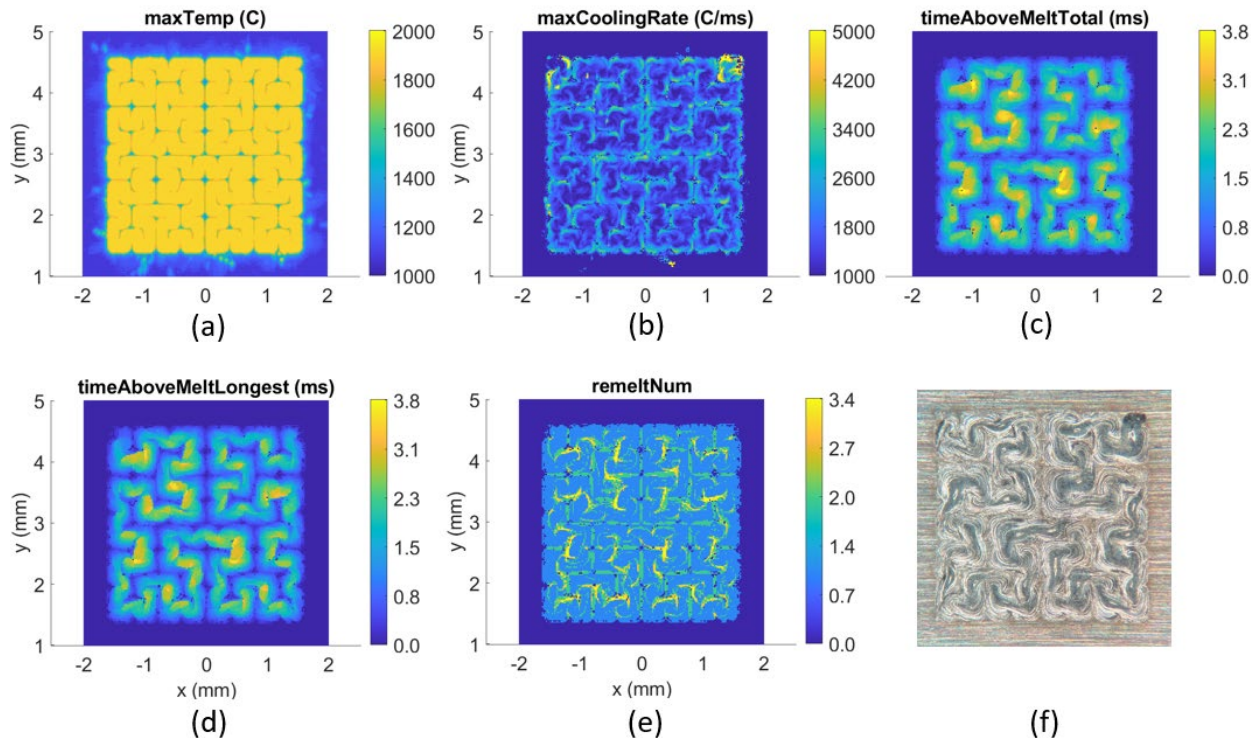 maxTemp (C)
5
4
3
2
1
y (mm)
-2 -1 0 1 2
2000
1800
1600
1400
1200
1000
(a)
maxCoolingRate (C/ms)
5
4
3
2
1
y (mm)
-2 -1 0 1 2
5000
4200
3400
2600
1800
1000
(b)
timeAboveMeltTotal (ms)
5
4
3
2
1
y (mm)
-2 -1 0 1 2
3.8
3.1
2.3
1.5
0.8
0.0
(c)
timeAboveMeltLongest (ms)
5
4
3
2
1
y (mm)
-2 -1 0 1 2
x (mm)
3.8
3.1
2.3
1.5
0.8
0.0
(d)
remeltNum
5
4
3
2
1
y (mm)
-2 -1 0 1 2
x (mm)
3.4
2.7
2.0
1.4
0.7
0.0
(e)
(f)